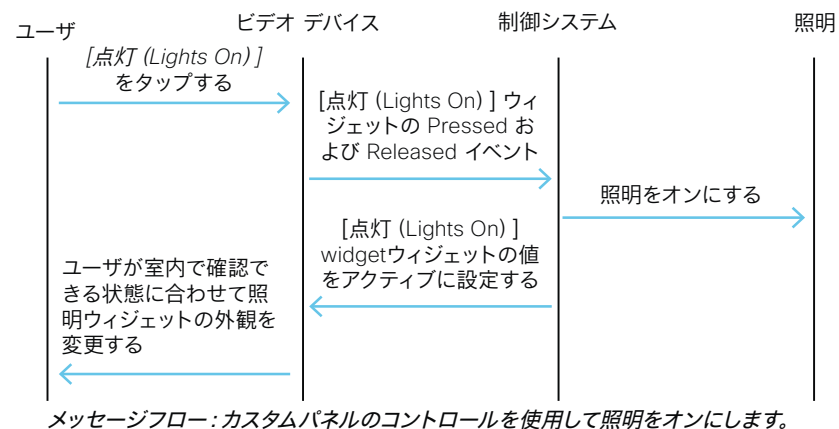 ユーザ
ビデオ デバイス
制御システム
照明
[点灯 (Lights On) ]
をタップする
[点灯 (Lights On) ] ウィ
ジェットの Pressed お
よび Released イベント
照明をオンにする
[点灯 (Lights On) ]
widgetウィジェットの値
をアクティブに設定する
ユーザが室内で確認で
きる状態に合わせて照
明ウィジェットの外観を
変更する
メッセージフロー : カスタムパネルのコントロールを使用して照明をオンにします。